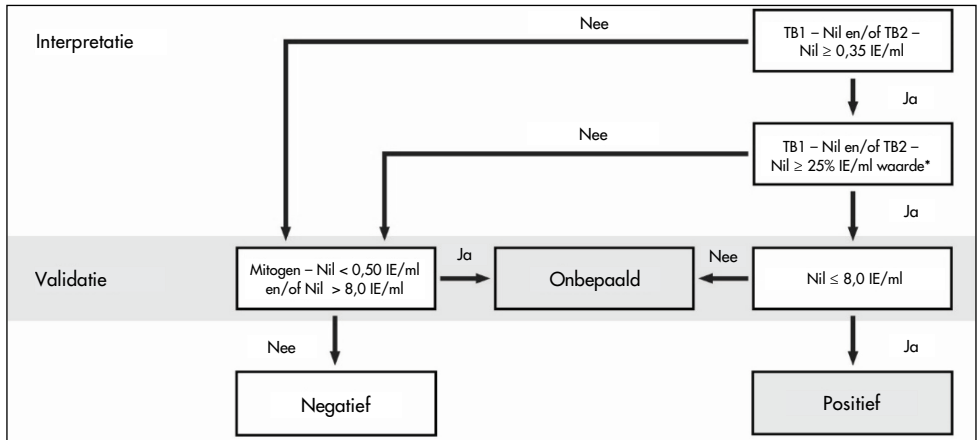 Interpretatie
Nee
TB1 – Nil en/of TB2 –
Nil ≥ 0,35 IE/ml
Ja
Nee
TB1 – Nil en/of TB2 –
Nil ≥ 25% IE/ml waarde*
Ja
Validatie
Mitogen – Nil < 0,50 IE/ml
en/of Nil > 8,0 IE/ml
Ja
Onbepaald
Nee
Nil ≤ 8,0 IE/ml
Nee
Ja
Negatief
Positief